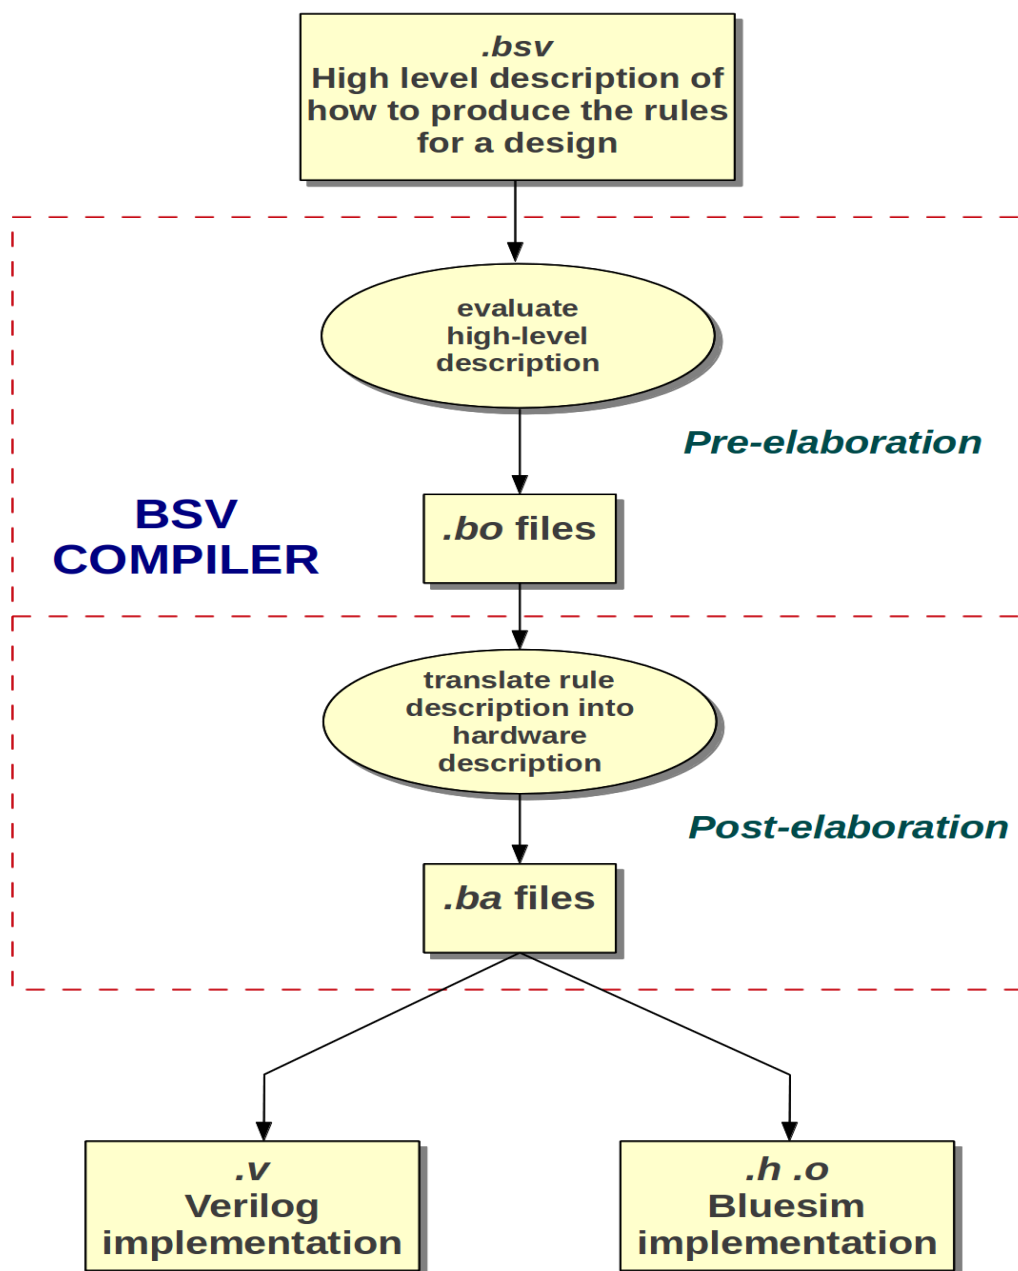 .bsv
High level description of
how to produce the rules
for a design
evaluate
high-level
description
Pre-elaboration
BSV
COMPILER
.bo files
translate rule
description into
hardware
description
Post-elaboration
.ba files
.v
Verilog
implementation
.h .o
Bluesim
implementation